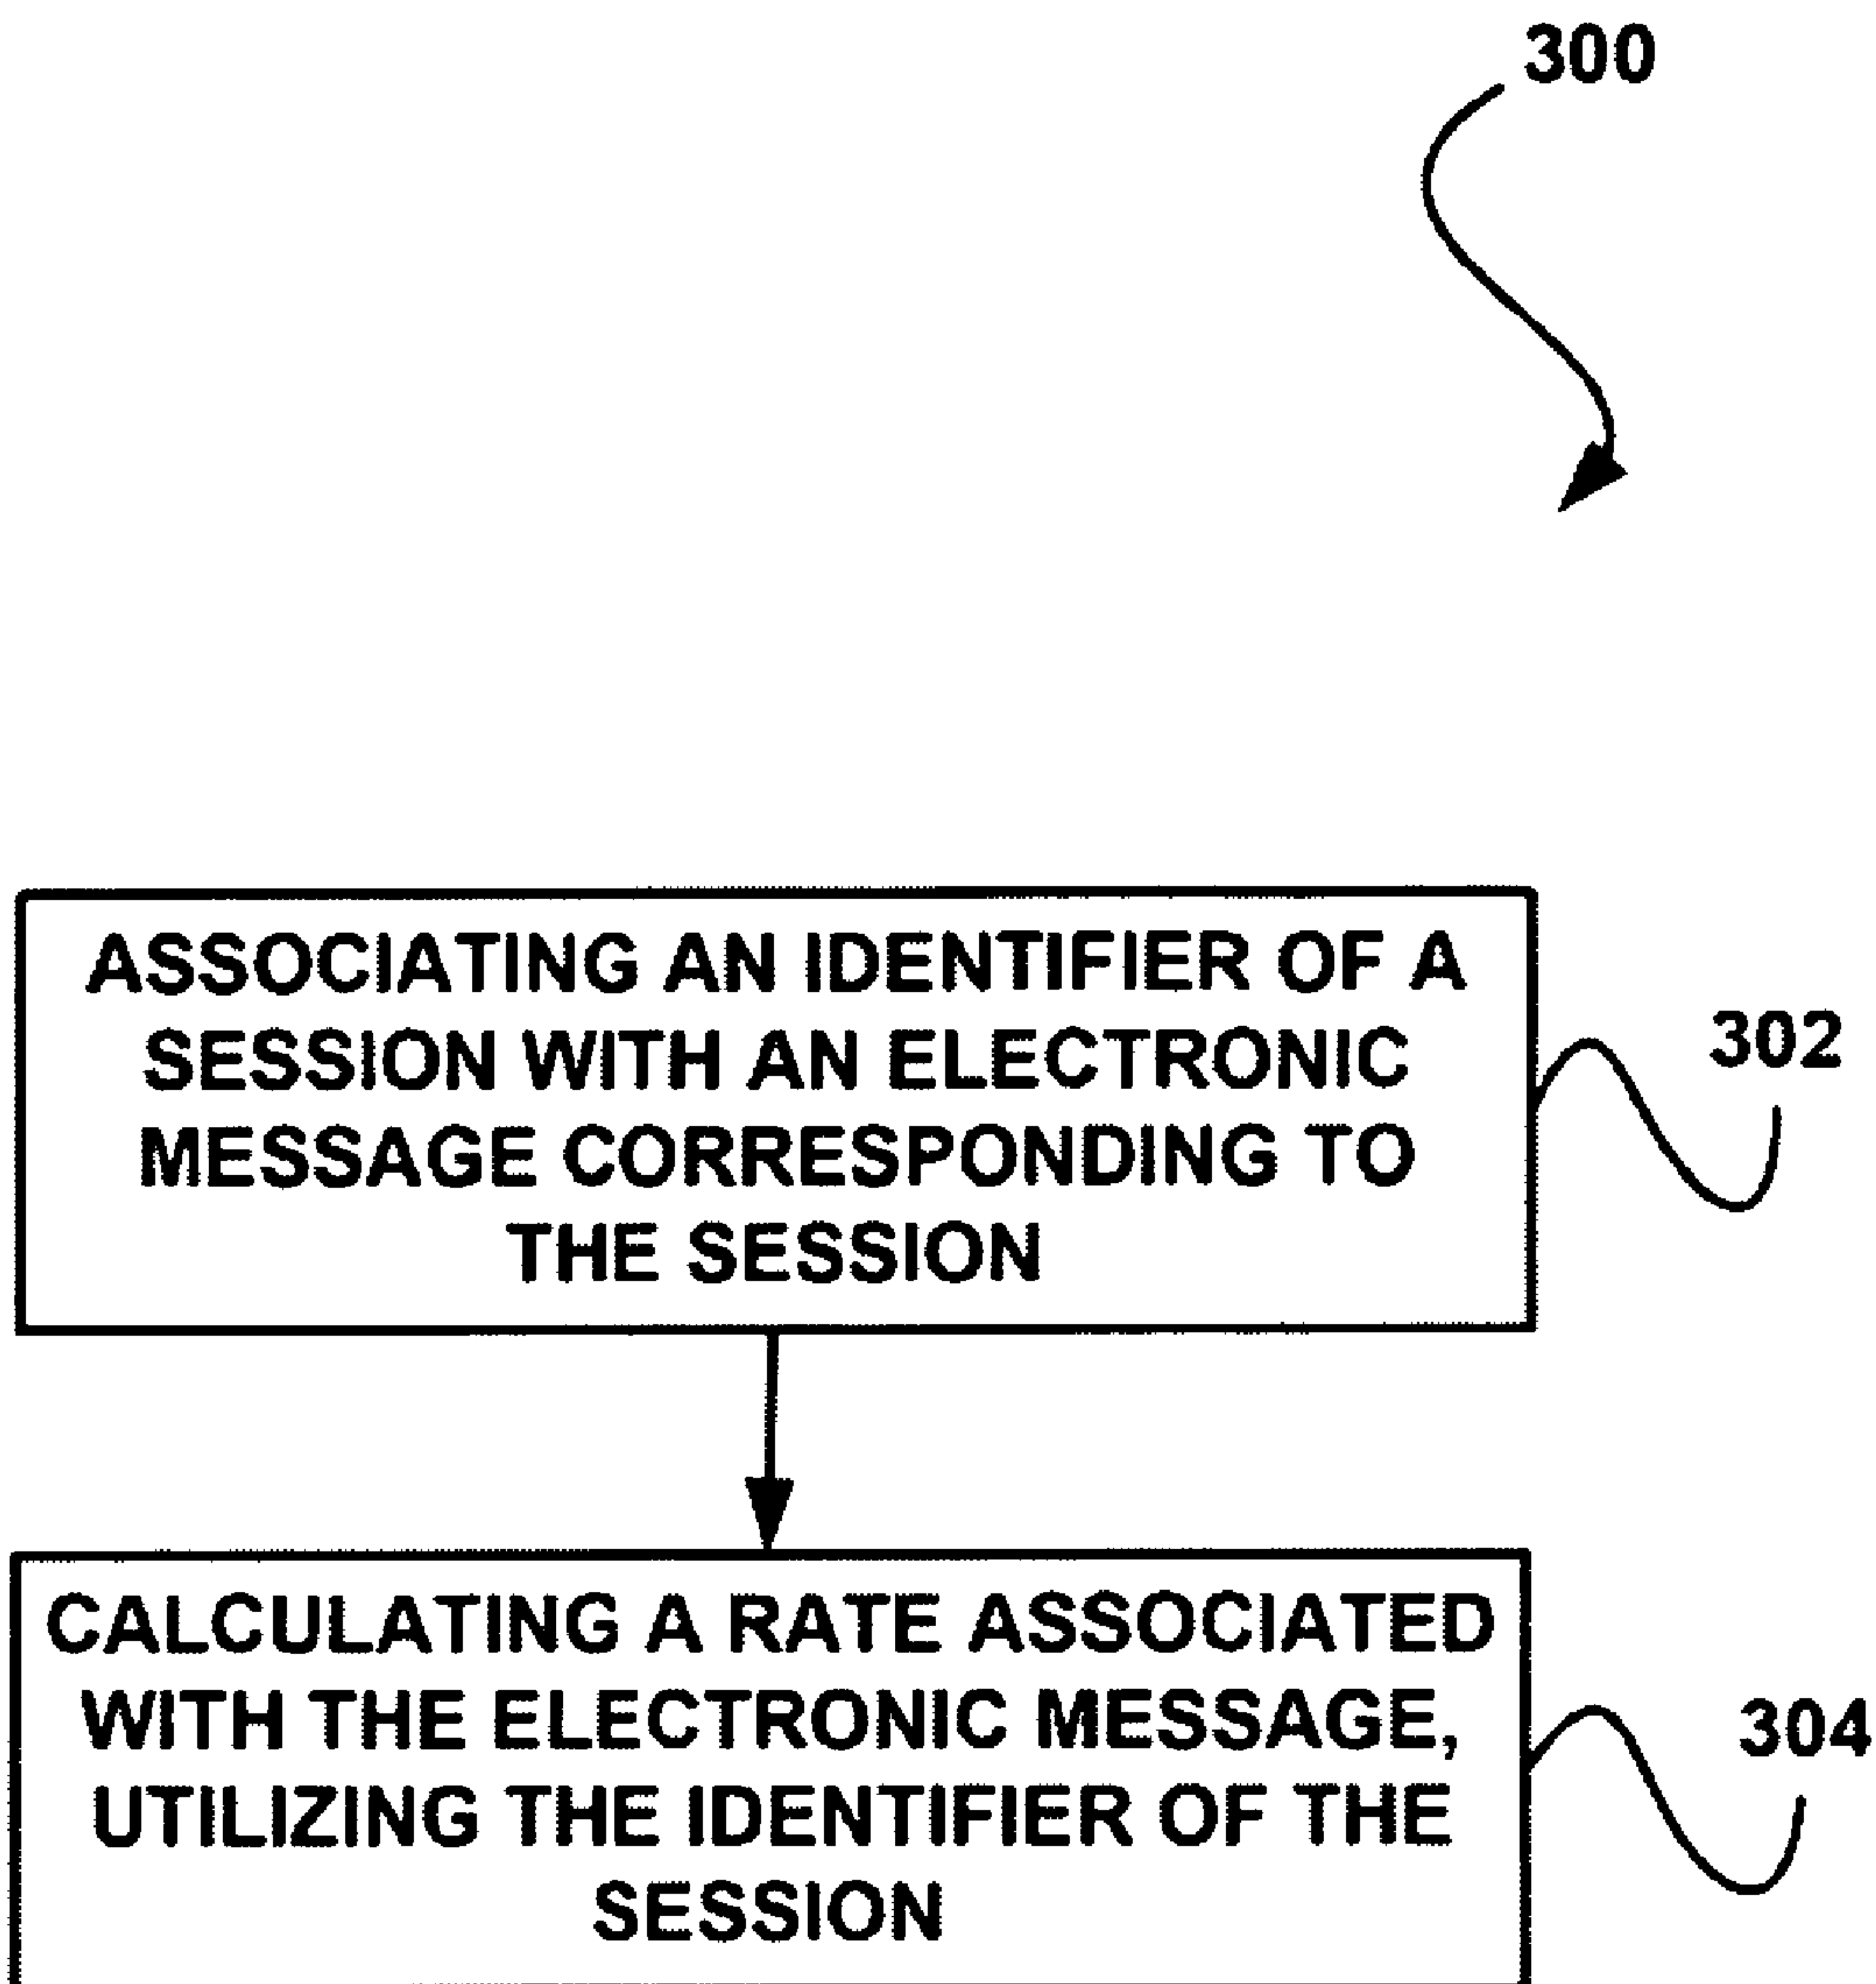 300
ASSOCIATING AN IDENTIFIER OF A
SESSION WITH AN ELECTRONIC
MESSAGE CORRESPONDING TO
THE SESSION
302
CALCULATING A RATE ASSOCIATED
WITH THE ELECTRONIC MESSAGE,
UTILIZING THE IDENTIFIER OF THE
SESSION
304